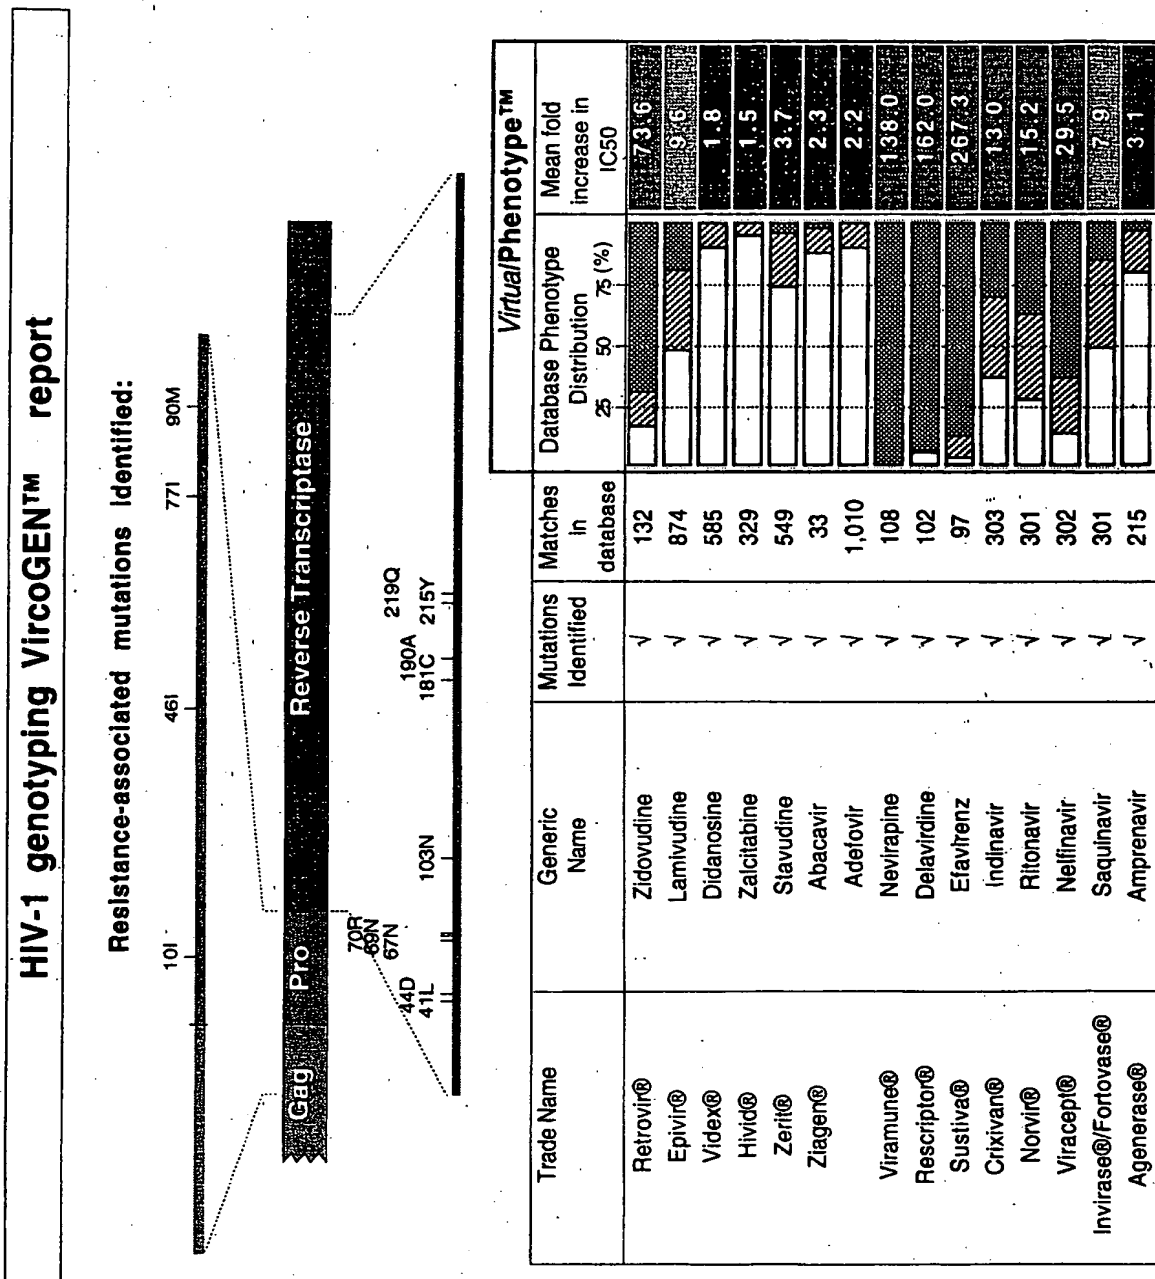 HIV-1 genotyping VircoGEN™ report
Resistance-associated mutations Identified:
10I 46I 77I 90M
Gag Pro Reverse Transcriptase
70R
69N
44D 67N 190A 219Q
41L 103N 181C 215Y
Virtual/Phenotype™
Trade Name Generic Name Mutations Identified Matches in database Database Phenotype Distribution Mean fold increase in IC50
25 50 75 (%)
Retrovir® Zidovudine √ 132 73.6
Epivir® Lamivudine √ 874 9.6
Videx® Didanosine √ 585 1.8
Hivid® Zalcitabine √ 329 1.5
Zerit® Stavudine √ 549 3.7
Ziagen® Abacavir √ 33 2.3
Adefovir √ 1,010 2.2
Viramune® Nevirapine √ 108 138.0
Rescriptor® Delavirdine √ 102 162.0
Sustiva® Efavirenz √ 97 267.3
Crixivan® Indinavir √ 303 13.0
Norvir® Ritonavir √ 301 15.2
Viracept® Nelfinavir √ 302 29.5
Invirase®/Fortovase® Saquinavir √ 301 7.9
Agenerase® Amprenavir √ 215 3.1